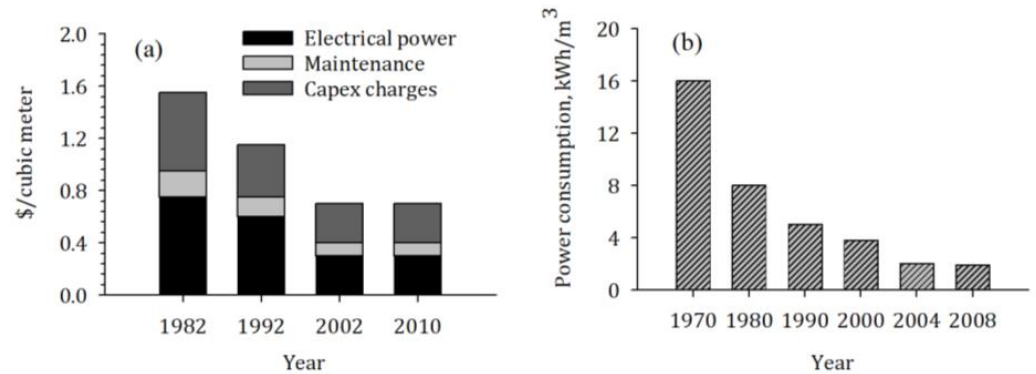 (a)
Electrical power
Maintenance
Capex charges
$/cubic meter
2.0
1.6
1.2
0.8
0.4
0.0
1982 1992 2002 2010
Year
(b)
Power consumption, kWh/m³
20
16
12
8
4
0
1970 1980 1990 2000 2004 2008
Year